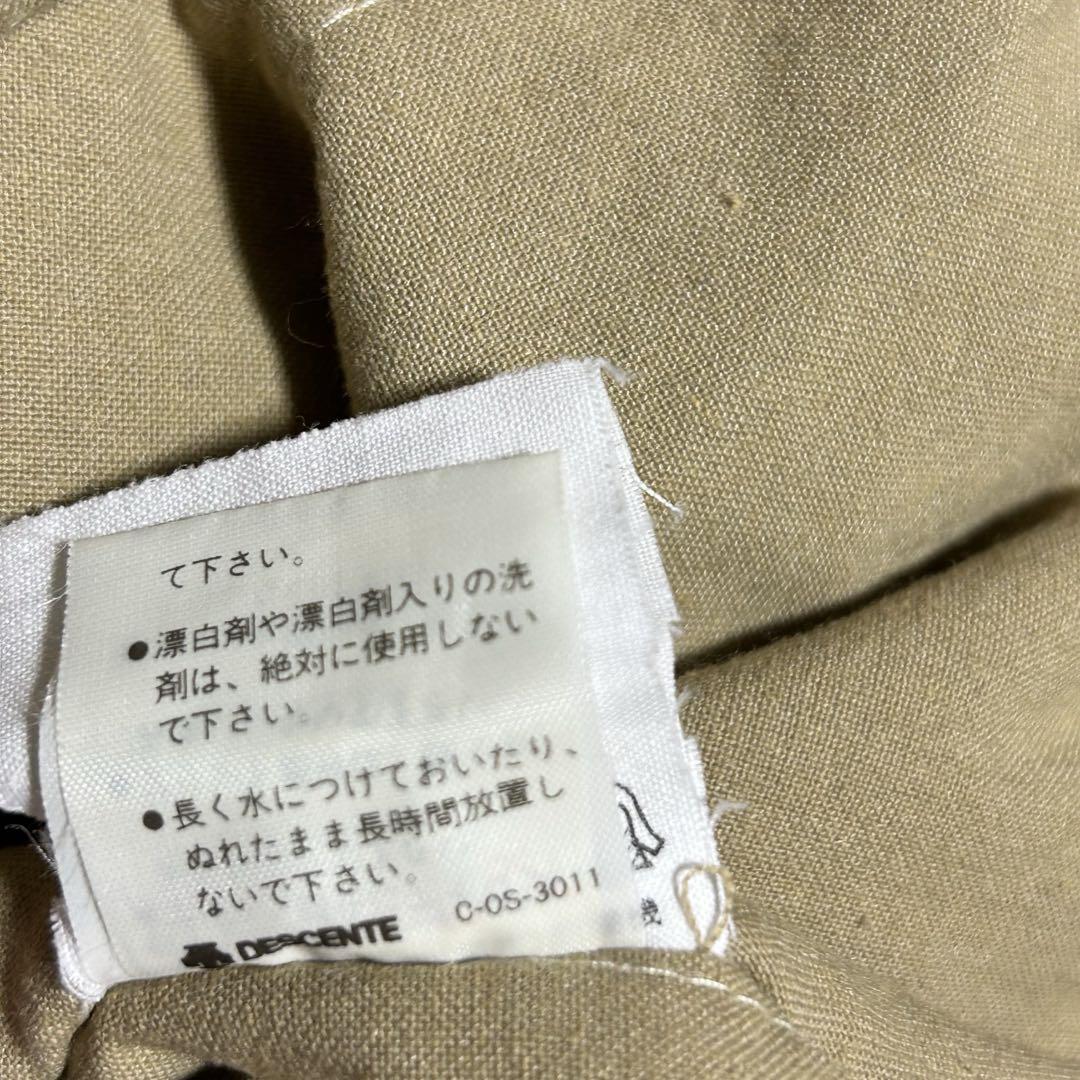 て下さい。
●漂白剤や漂白剤入りの洗
剤は、絶対に使用しない
で下さい。
●長く水につけておいたり、
ぬれたまま長時間放置し
ないで下さい。
C-OS-3011
DESCENTE